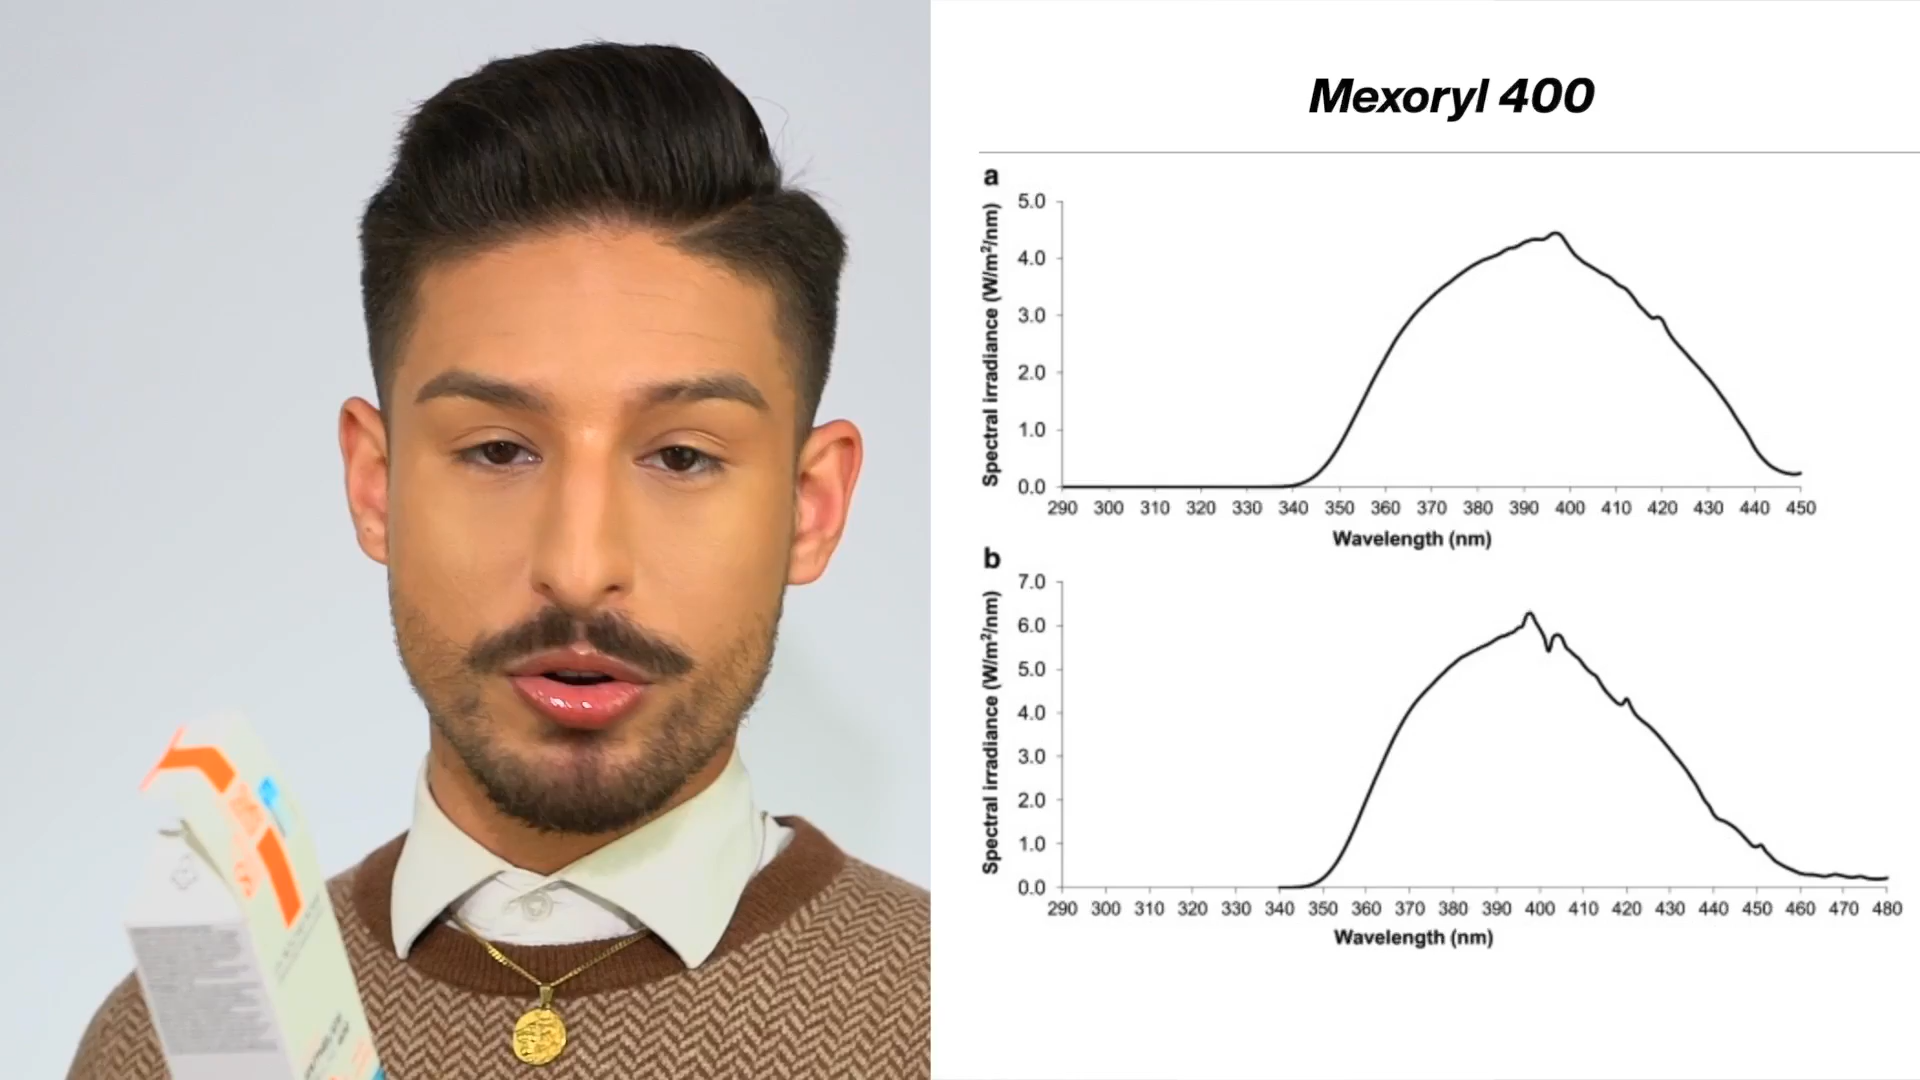 Mexoryl 400
a
Spectral irradiance (W/m²/nm)
5.0
4.0
3.0
2.0
1.0
0.0
290 300 310 320 330 340 350 360 370 380 390 400 410 420 430 440 450
Wavelength (nm)
b
Spectral irradiance (W/m²/nm)
7.0
6.0
5.0
4.0
3.0
2.0
1.0
0.0
290 300 310 320 330 340 350 360 370 380 390 400 410 420 430 440 450 460 470 480
Wavelength (nm)